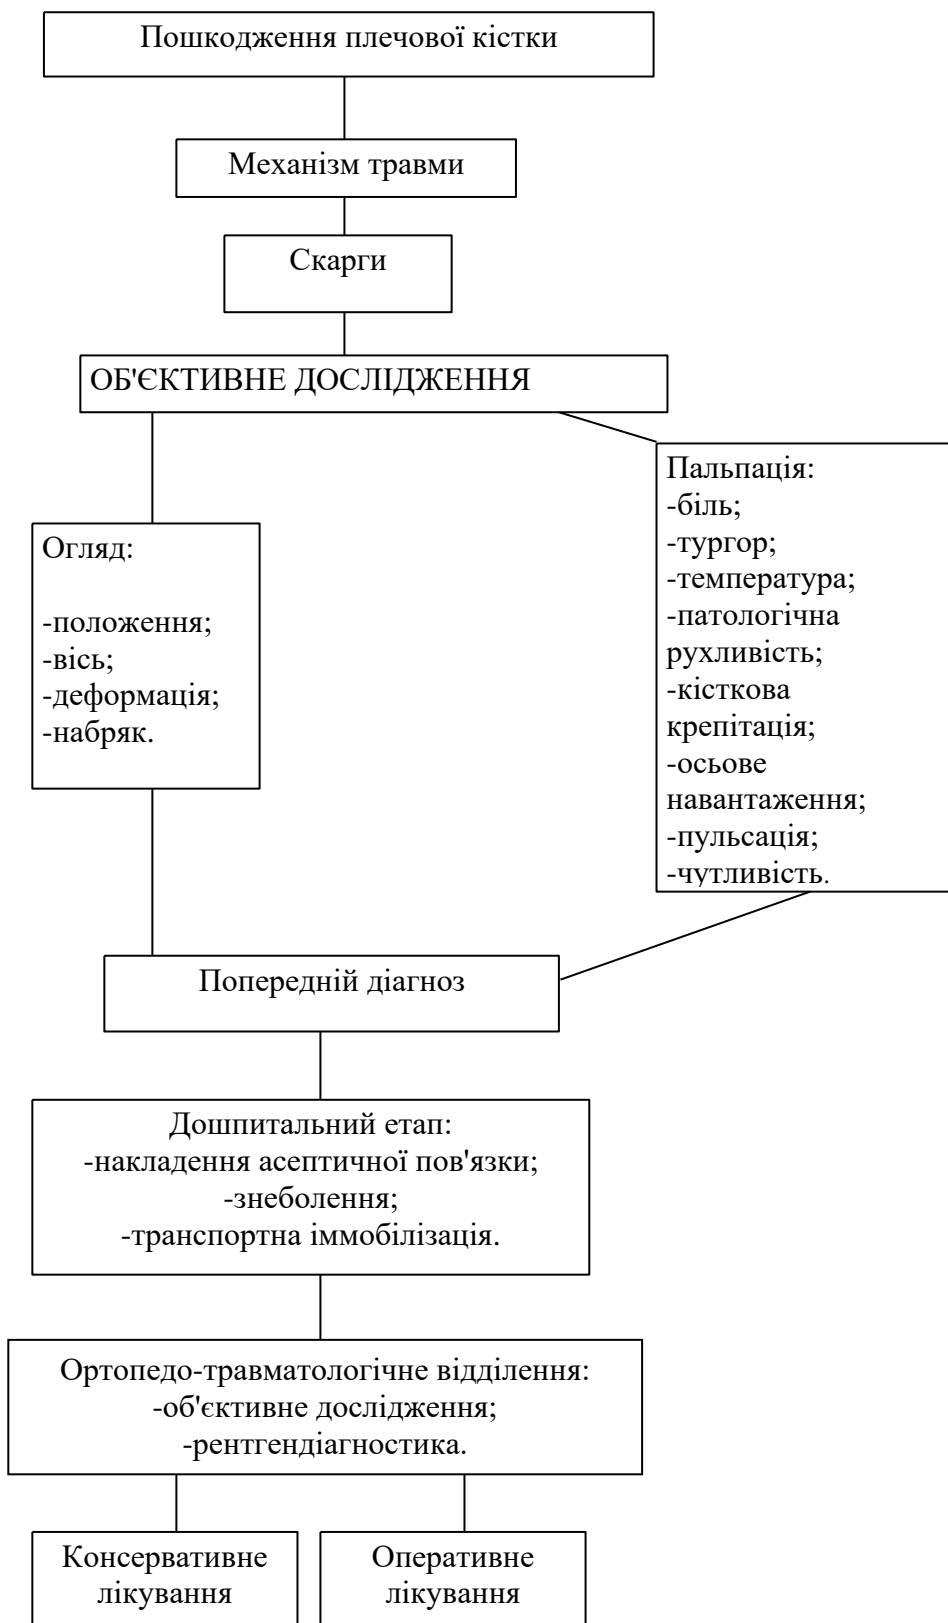 Пошкодження плечової кістки
Механізм травми
Скарги
ОБ'ЄКТИВНЕ ДОСЛІДЖЕННЯ
Огляд:
-положення;
-вісь;
-деформація;
-набряк.
Пальпація:
-біль;
-тургор;
-температура;
-патологічна
рухливість;
-кісткова
крепітація;
-осьове
навантаження;
-пульсація;
-чутливість.
Попередній діагноз
Дошпитальний етап:
-накладення асептичної пов'язки;
-знеболення;
-транспортна іммобілізація.
Ортопедо-травматологічне відділення:
-об'єктивне дослідження;
-рентгендіагностика.
Консервативне
лікування
Оперативне
лікування